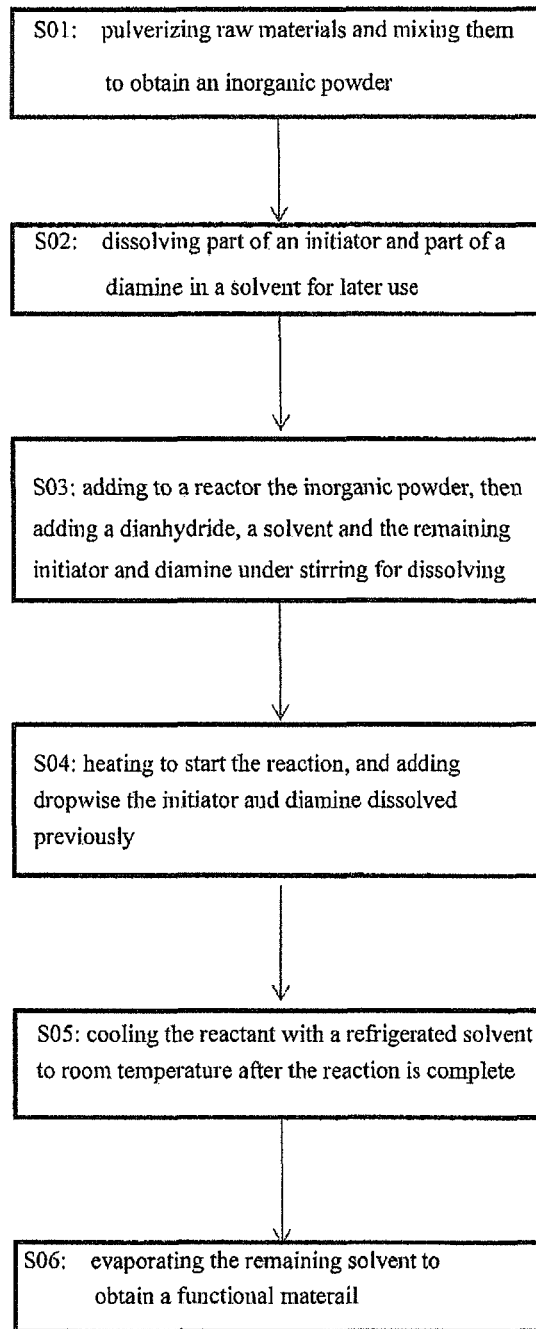 S01: pulverizing raw materials and mixing them
to obtain an inorganic powder
S02: dissolving part of an initiator and part of a
diamine in a solvent for later use
S03: adding to a reactor the inorganic powder, then
adding a dianhydride, a solvent and the remaining
initiator and diamine under stirring for dissolving
S04: heating to start the reaction, and adding
dropwise the initiator and diamine dissolved
previously
S05: cooling the reactant with a refrigerated solvent
to room temperature after the reaction is complete
S06: evaporating the remaining solvent to
obtain a functional materail